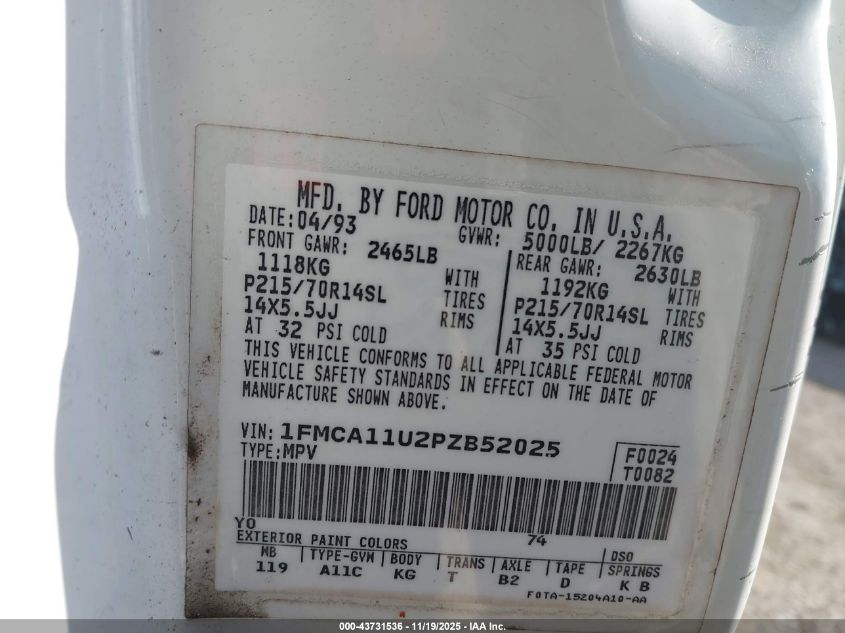 MFD. BY FORD MOTOR CO. IN U.S.A.
DATE: 04/93 GVWR: 5000LB/ 2267KG
FRONT GAWR: 2465LB REAR GAWR: 2630LB
1118KG WITH 1192KG WITH
P215/70R14SL TIRES P215/70R14SL TIRES
14X5.5JJ RIMS 14X5.5JJ RIMS
AT 32 PSI COLD AT 35 PSI COLD
THIS VEHICLE CONFORMS TO ALL APPLICABLE FEDERAL MOTOR
VEHICLE SAFETY STANDARDS IN EFFECT ON THE DATE OF
MANUFACTURE SHOWN ABOVE.
VIN: 1FMCA11U2PZB52025 F0024
TYPE: MPV T0082
YO 74
EXTERIOR PAINT COLORS DSO
WB TYPE-GVW BODY TRANS AXLE TAPE SPRINGS
119 A11C KG T B2 D K B
F0TA-15204A10-AA
000-43731536 - 11/19/2025 - IAA Inc.